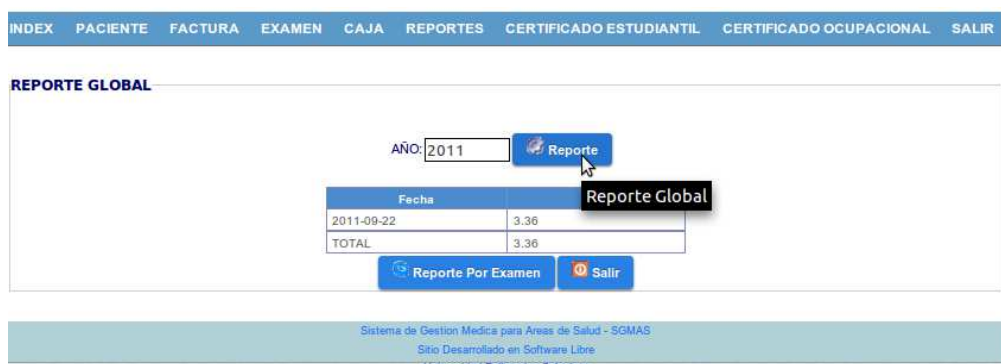 INDEX PACIENTE FACTURA EXAMEN CAJA REPORTES CERTIFICADO ESTUDIANTIL CERTIFICADO OCUPACIONAL SALIR
REPORTE GLOBAL
AÑO: 2011 Reporte
Reporte Global
Fecha
2011-09-22 3.36
TOTAL 3.36
Reporte Por Examen Salir
Sistema de Gestion Medica para Areas de Salud - SGMAS
Sitio Desarrollado en Software Libre